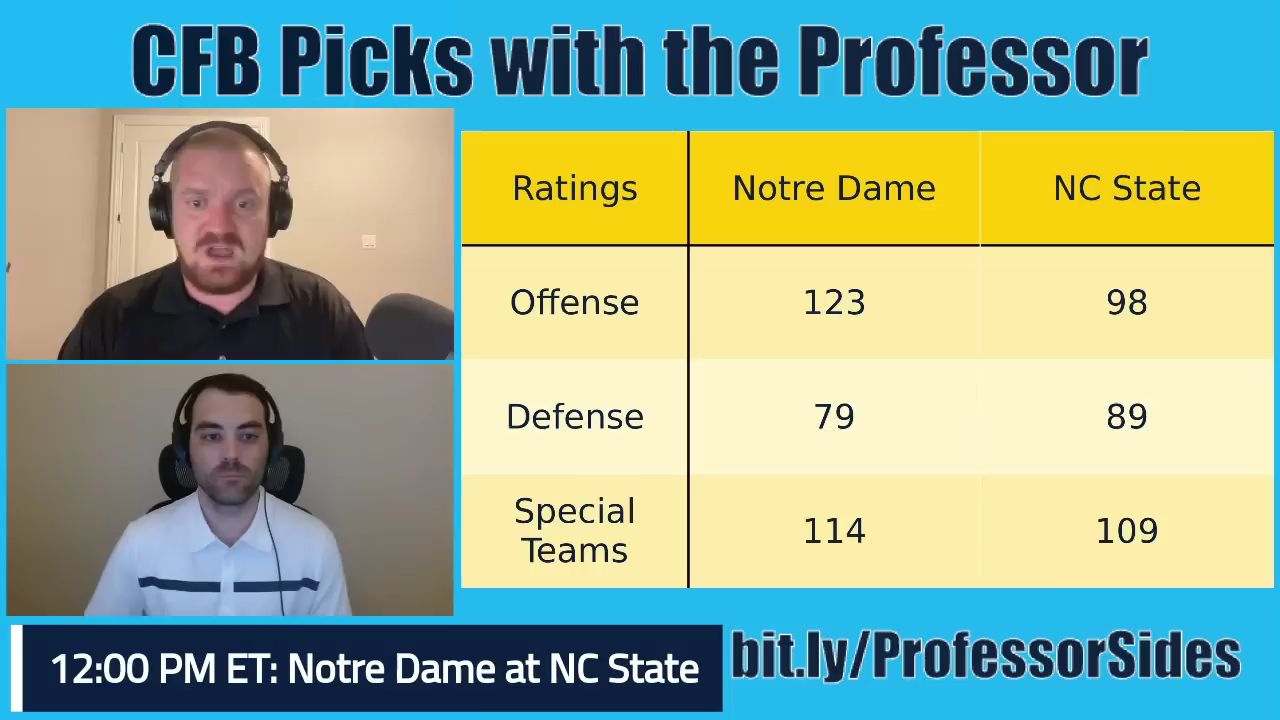 CFB Picks with the Professor
Ratings Notre Dame NC State
Offense 123 98
Defense 79 89
Special
Teams 114 109
12:00 PM ET: Notre Dame at NC State
bit.ly/ProfessorSides